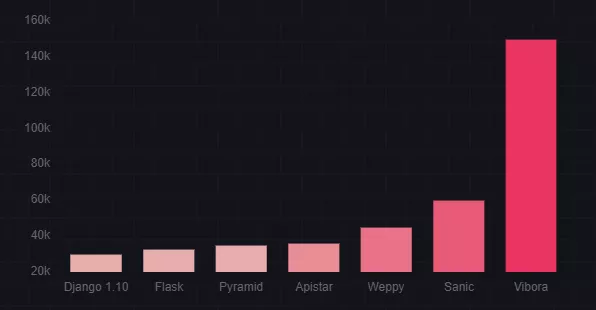 160k
140k
120k
100k
80k
60k
40k
20k
Django 1.10 Flask Pyramid Apistar Weppy Sanic Vibora